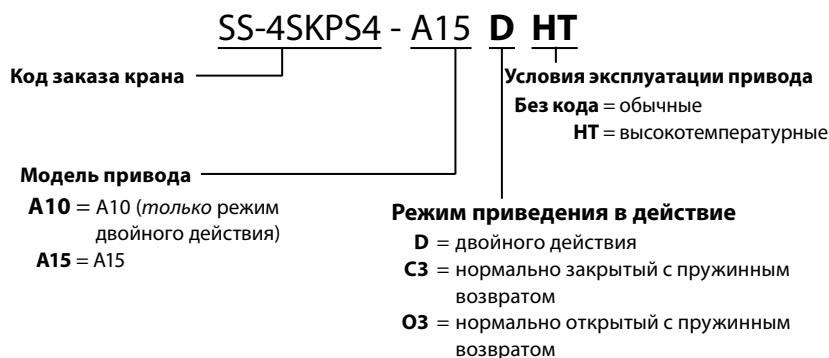 SS-4SKPS4 - A15 D HT
Код заказа крана
Условия эксплуатации привода
Без кода = обычные
HT = высокотемпературные
Модель привода
A10 = A10 (только режим
двойного действия)
A15 = A15
Режим приведения в действие
D = двойного действия
C3 = нормально закрытый с пружинным
возвратом
O3 = нормально открытый с пружинным
возвратом